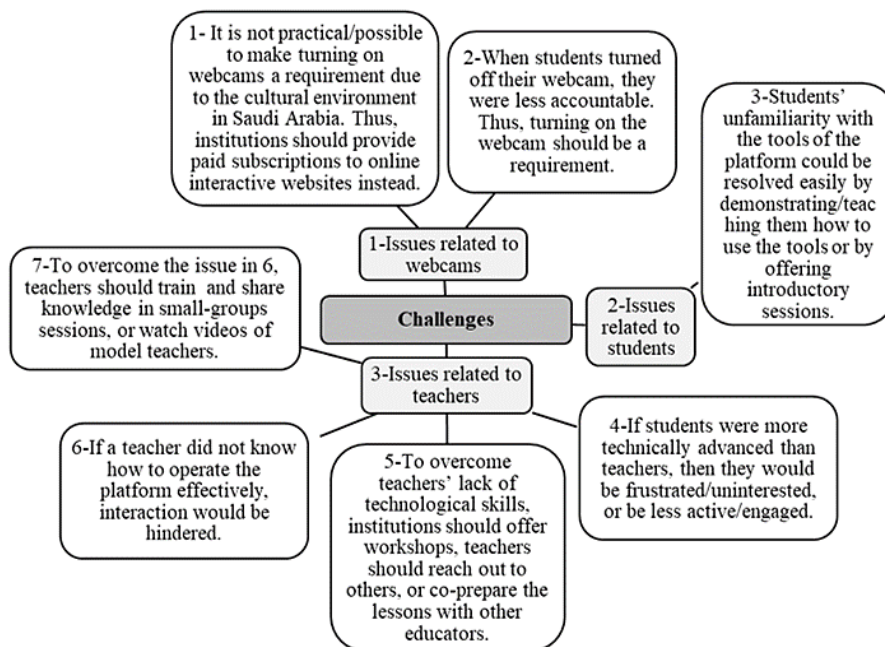 1- It is not practical/possible
to make turning on
webcams a requirement due
to the cultural environment
in Saudi Arabia. Thus,
institutions should provide
paid subscriptions to online
interactive websites instead.
2-When students turned
off their webcam, they
were less accountable.
Thus, turning on the
webcam should be a
requirement.
3-Students’
unfamiliarity with
the tools of the
platform could be
resolved easily by
demonstrating/teac
hing them how to
use the tools or by
offering
introductory
sessions.
1-Issues related to
webcams
7-To overcome the issue in 6,
teachers should train and share
knowledge in small-groups
sessions, or watch videos of
model teachers.
Challenges
2-Issues
related to
students
3-Issues related to
teachers
6-If a teacher did not know
how to operate the
platform effectively,
interaction would be
hindered.
5-To overcome
teachers’ lack of
technological skills,
institutions should offer
workshops, teachers
should reach out to
others, or co-prepare the
lessons with other
educators.
4-If students were more
technically advanced than
teachers, then they would
be frustrated/uninterested,
or be less active/engaged.